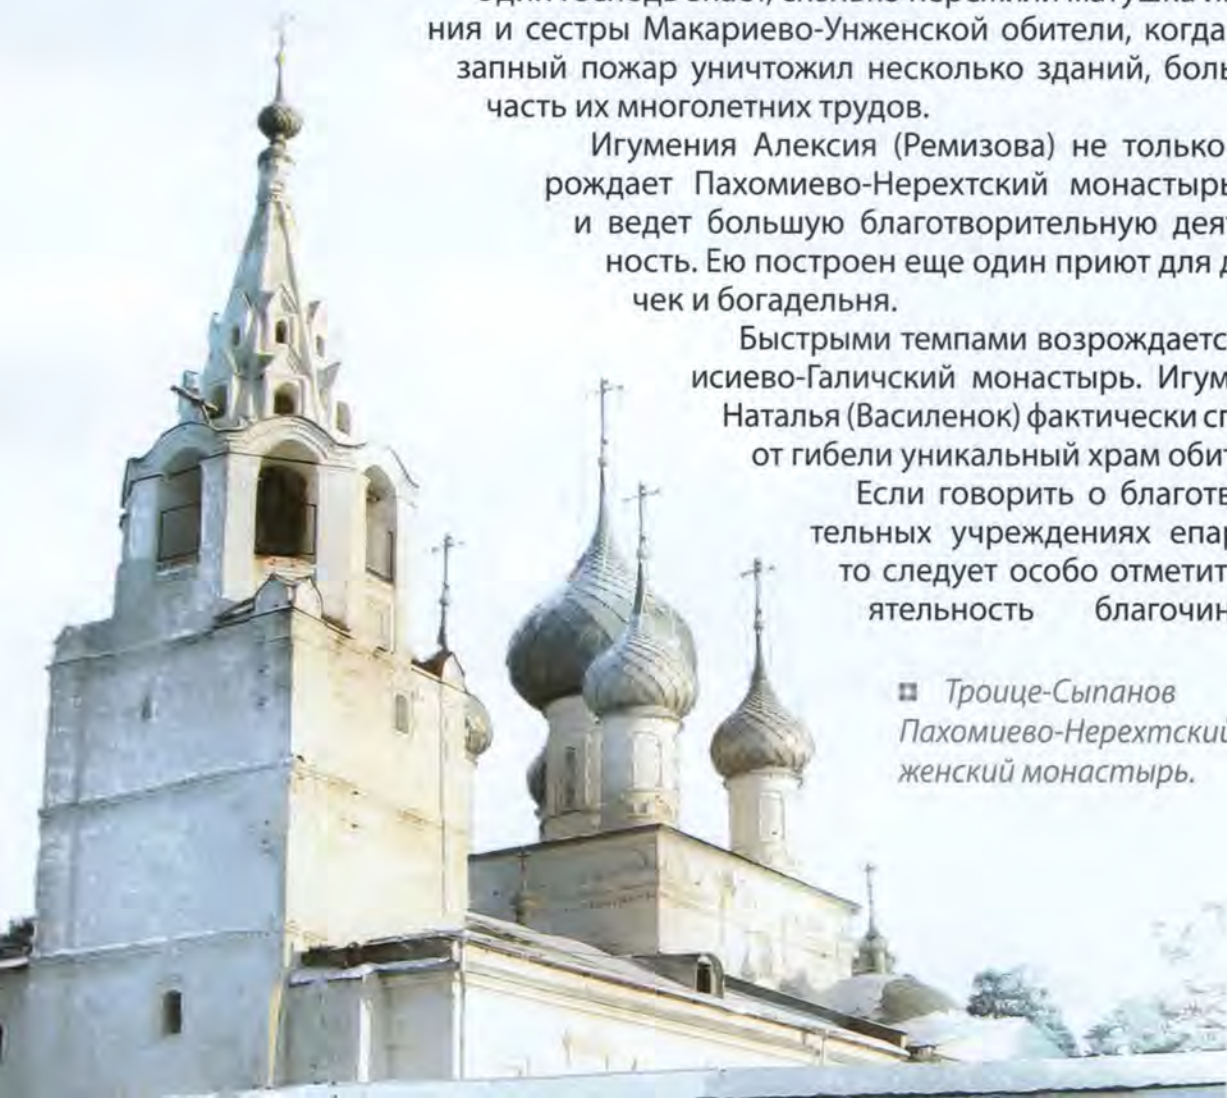 ния и сестры Макариево-Унженской обители, когда
запный пожар уничтожил несколько зданий, боль
часть их многолетних трудов.
Игумения Алексия (Ремизова) не только
рождает Пахомиево-Нерехтский монастырь
и ведет большую благотворительную дея
ность. Ею построен еще один приют для д
чек и богадельня.
Быстрыми темпами возрождаетс
исиево-Галичский монастырь. Игум
Наталья (Василенок) фактически сп
от гибели уникальный храм обит
Если говорить о благотв
тельных учреждениях епар
то следует особо отметит
ятельность благочин
Троице-Сыпанов
Пахомиево-Нерехтский
женский монастырь.